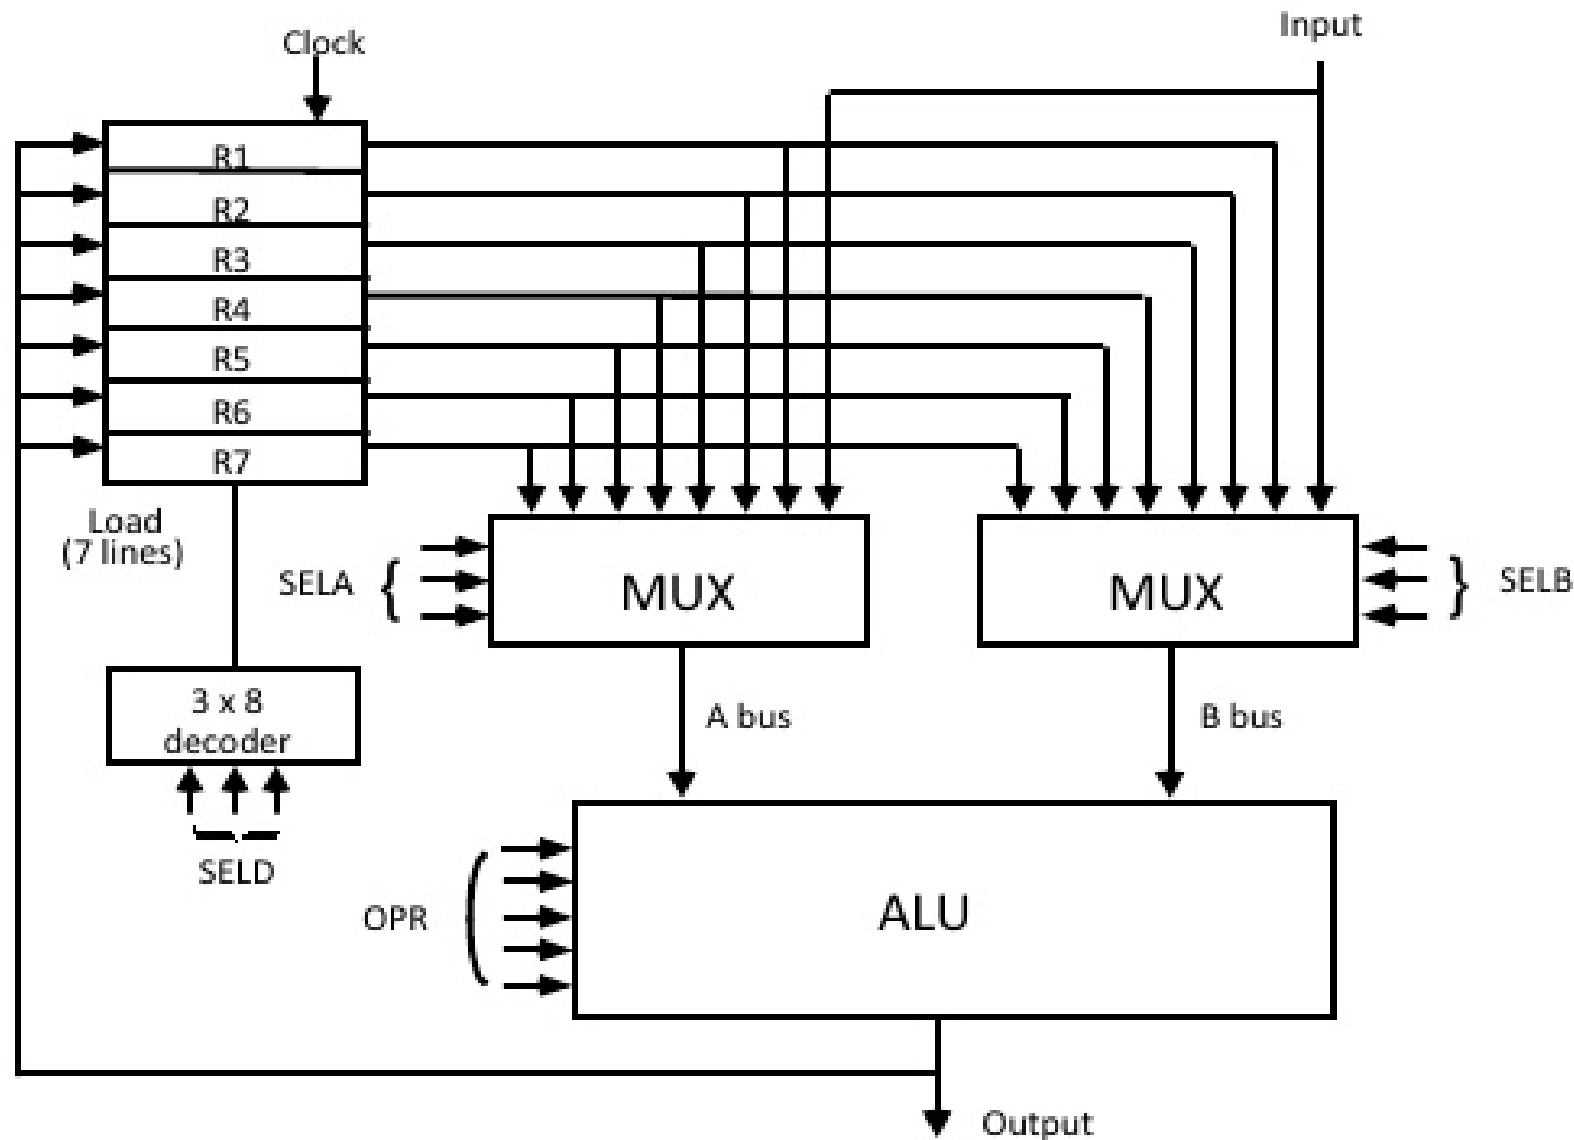 Clock
Input
R1
R2
R3
R4
R5
R6
R7
Load
(7 lines)
SELA {
MUX
MUX
} SELB
3 x 8
decoder
A bus
B bus
SELD
OPR
ALU
Output